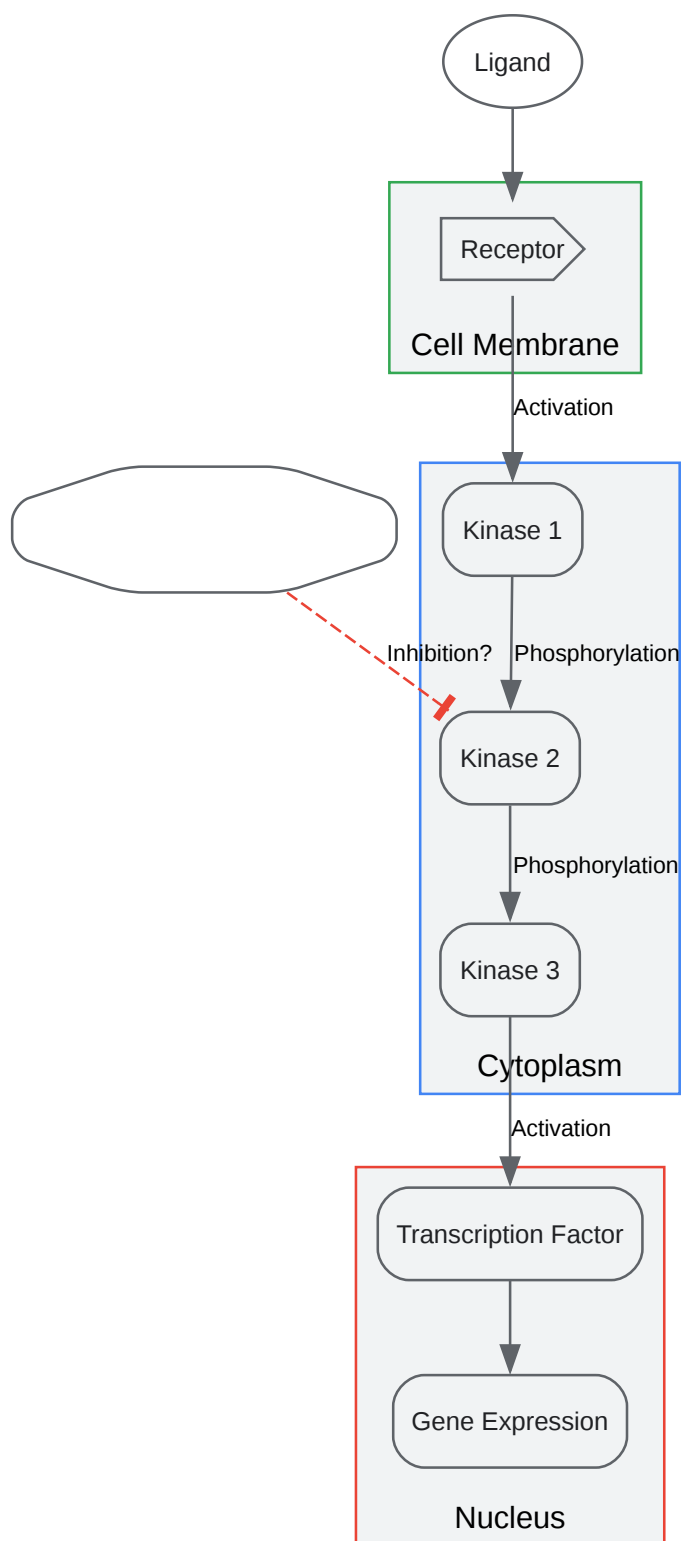 Ligand
Receptor
Cell Membrane
Activation
Kinase 1
Inhibition?
Phosphorylation
Kinase 2
Phosphorylation
Kinase 3
Cytoplasm
Activation
Transcription Factor
Gene Expression
Nucleus